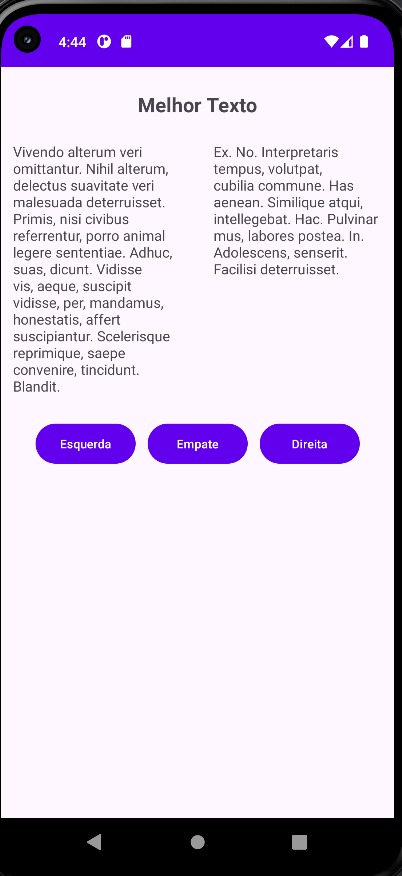 4:44
Melhor Texto
Vivendo alterum veri
omittantur. Nihil alterum,
delectus suavitate veri
malesuada deterruisset.
Primis, nisi civibus
referrentur, porro animal
legere sententiae. Adhuc,
suas, dicunt. Vidisse
vis, aeque, suscipit
vidisse, per, mandamus,
honestatis, affert
suscipiantur. Scelerisque
reprimique, saepe
convenire, tincidunt.
Blandit.
Ex. No. Interpretaris
tempus, volutpat,
cubilia commune. Has
aenean. Similique atqui,
intellegebat. Hac. Pulvinar
mus, labores postea. In.
Adolescens, senserit.
Facilisi deterruisset.
Esquerda
Empate
Direita